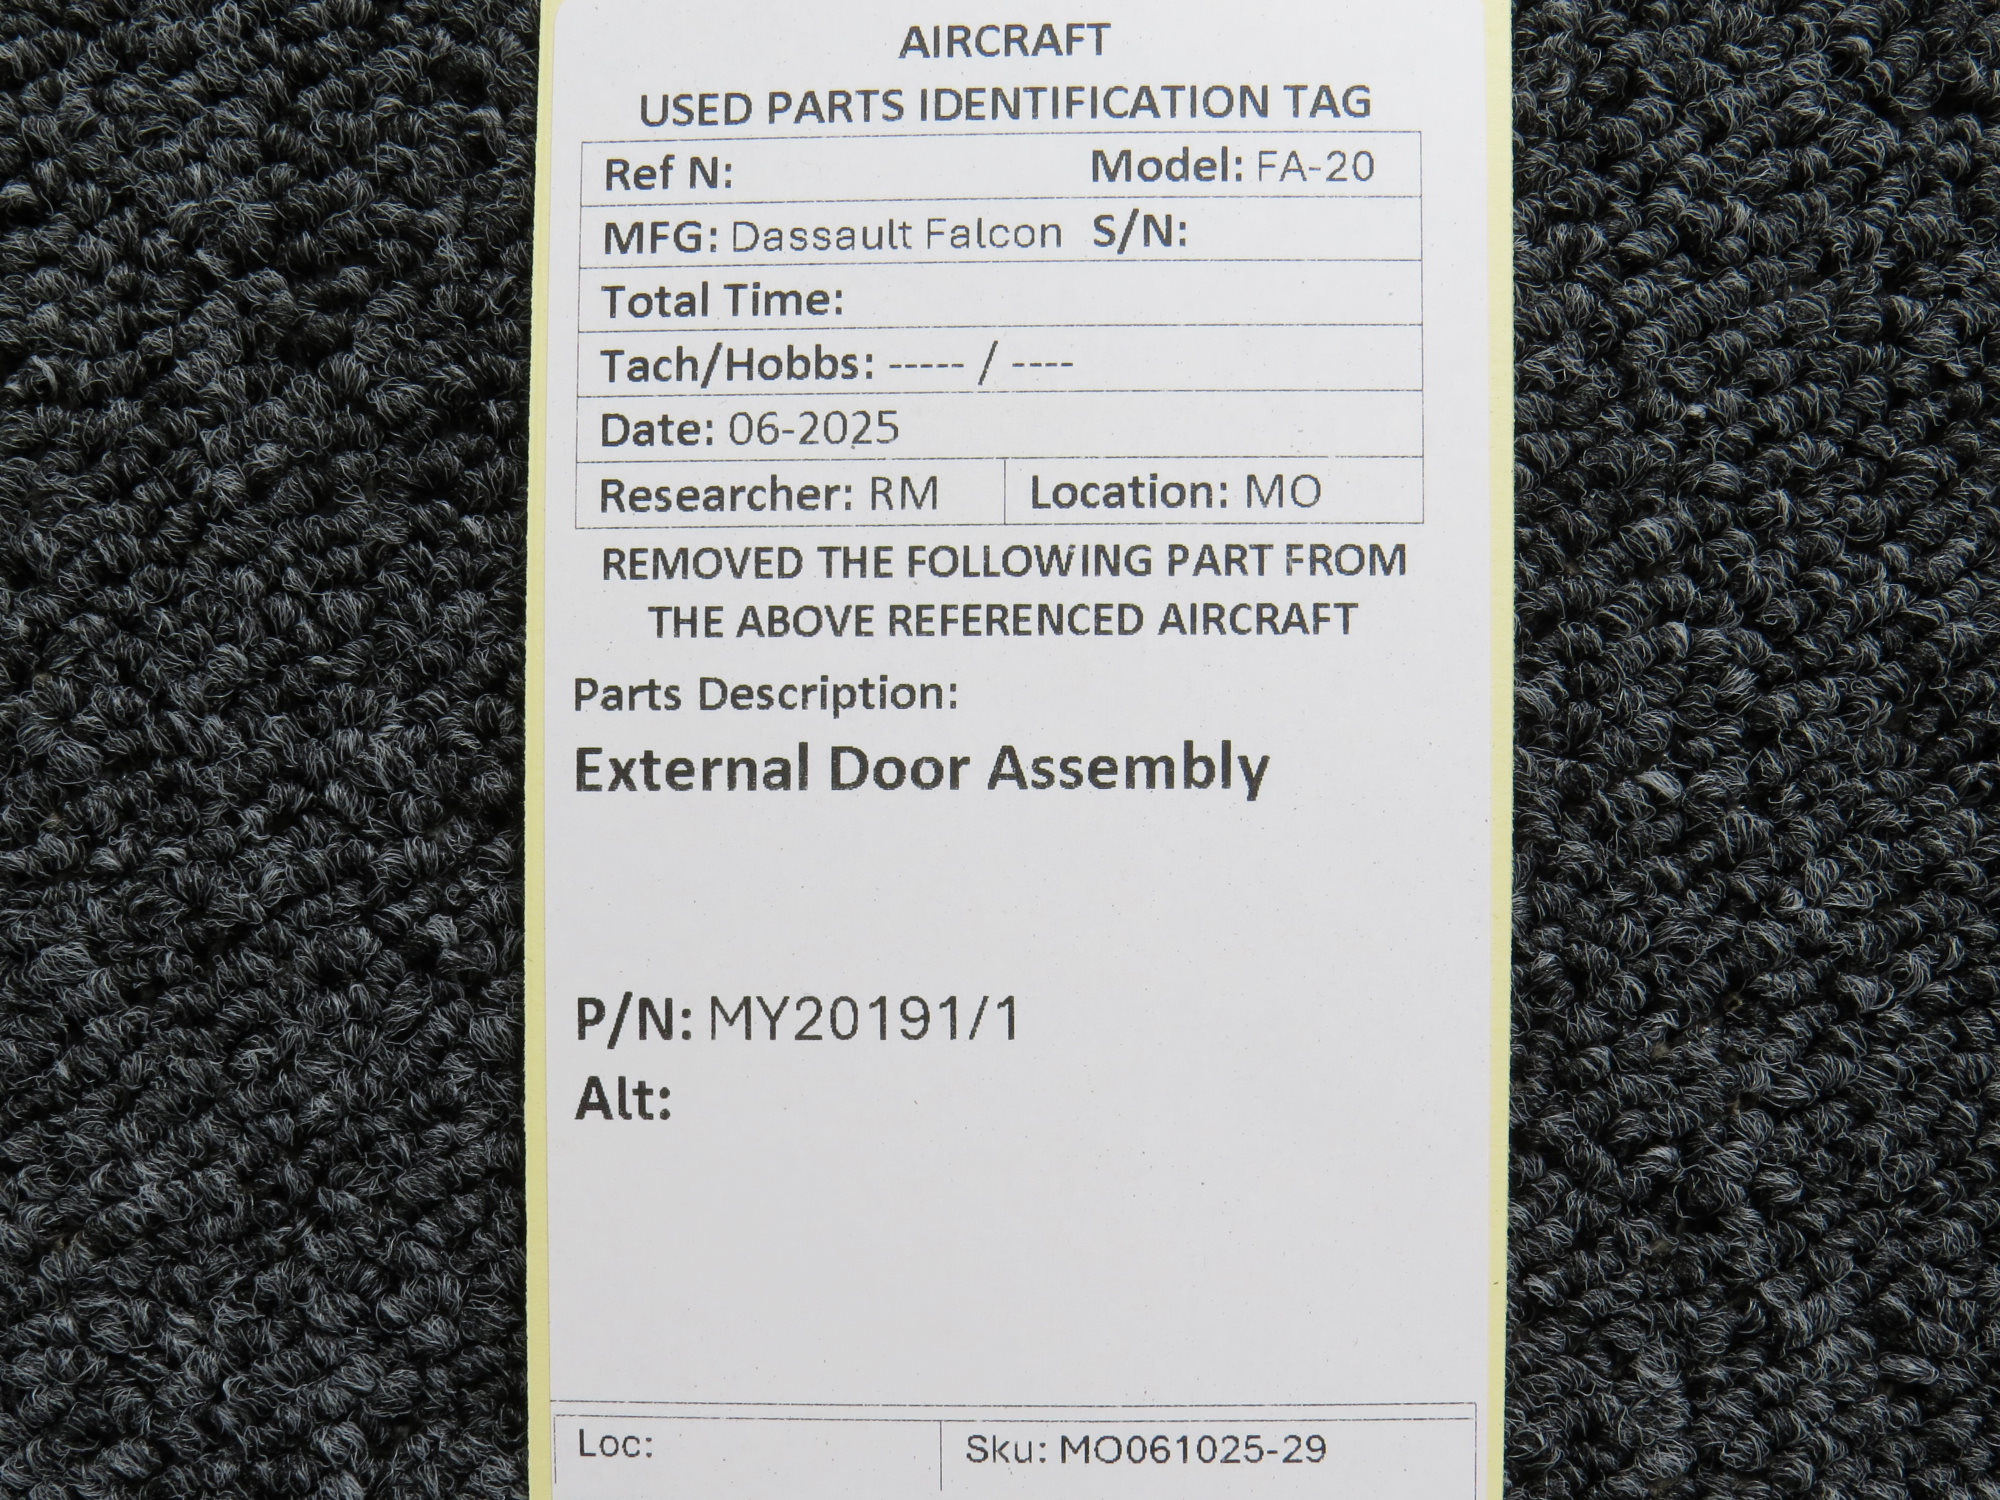 AIRCRAFT
USED PARTS IDENTIFICATION TAG
Ref N: Model: FA-20
MFG: Dassault Falcon S/N:
Total Time:
Tach/Hobbs: ----- / ----
Date: 06-2025
Researcher: RM Location: MO
REMOVED THE FOLLOWING PART FROM
THE ABOVE REFERENCED AIRCRAFT
Parts Description:
External Door Assembly
P/N: MY20191/1
Alt:
Loc: Sku: MO061025-29